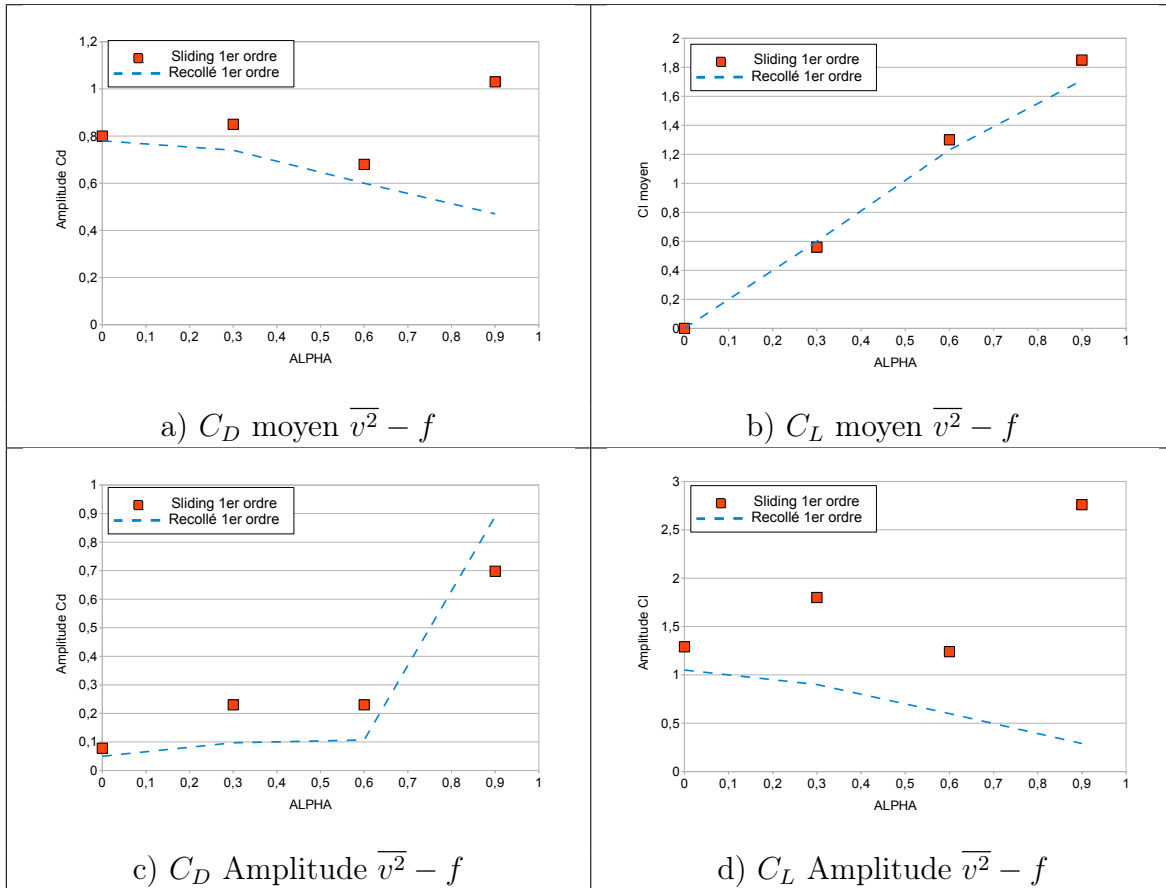 1,2
1
0,8
0,6
0,4
0,2
0
Amplitude Cd
Sliding 1er ordre
Recollé 1er ordre
0 0,1 0,2 0,3 0,4 0,5 0,6 0,7 0,8 0,9 1
ALPHA
a) $C_D$ moyen $\overline{v^2} - f$
2
1,8
1,6
1,4
1,2
1
0,8
0,6
0,4
0,2
0
Cl moyen
Sliding 1er ordre
Recollé 1er ordre
0 0,1 0,2 0,3 0,4 0,5 0,6 0,7 0,8 0,9 1
ALPHA
b) $C_L$ moyen $\overline{v^2} - f$
1
0,9
0,8
0,7
0,6
0,5
0,4
0,3
0,2
0,1
0
Amplitude Cd
Sliding 1er ordre
Recollé 1er ordre
0 0,1 0,2 0,3 0,4 0,5 0,6 0,7 0,8 0,9 1
ALPHA
c) $C_D$ Amplitude $\overline{v^2} - f$
3
2,5
2
1,5
1
0,5
0
Amplitude Cl
Sliding 1er ordre
Recollé 1er ordre
0 0,1 0,2 0,3 0,4 0,5 0,6 0,7 0,8 0,9 1
ALPHA
d) $C_L$ Amplitude $\overline{v^2} - f$